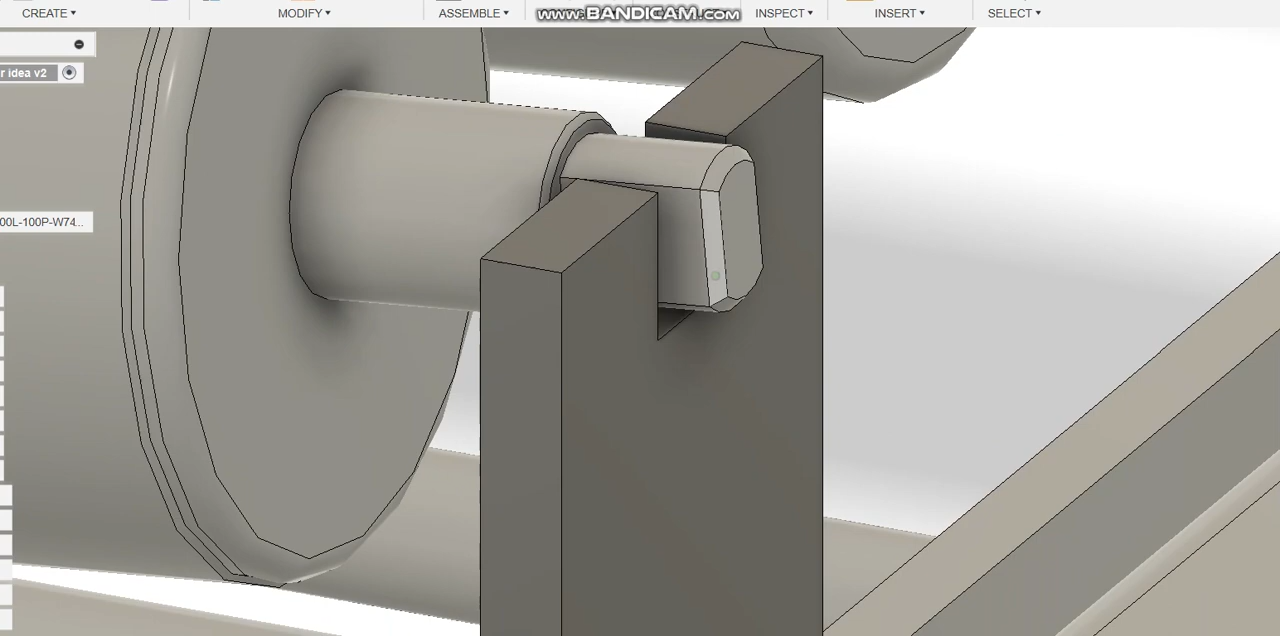 www.BANDICAM.com
CREATE ▾ MODIFY ▾ ASSEMBLE ▾ INSPECT ▾ INSERT ▾ SELECT ▾
r idea v2
00L-100P-W74...